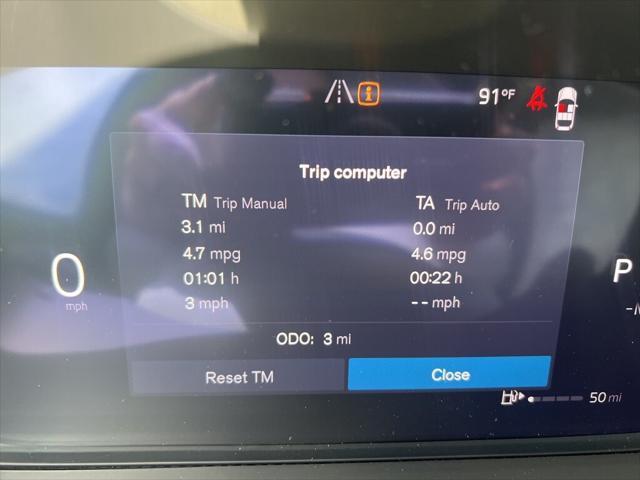 91°F
Trip computer
TM Trip Manual
TA Trip Auto
3.1 mi
0.0 mi
4.7 mpg
4.6 mpg
01:01 h
00:22 h
3 mph
-- mph
0
mph
P
ODO: 3 mi
Reset TM
Close
50 mi